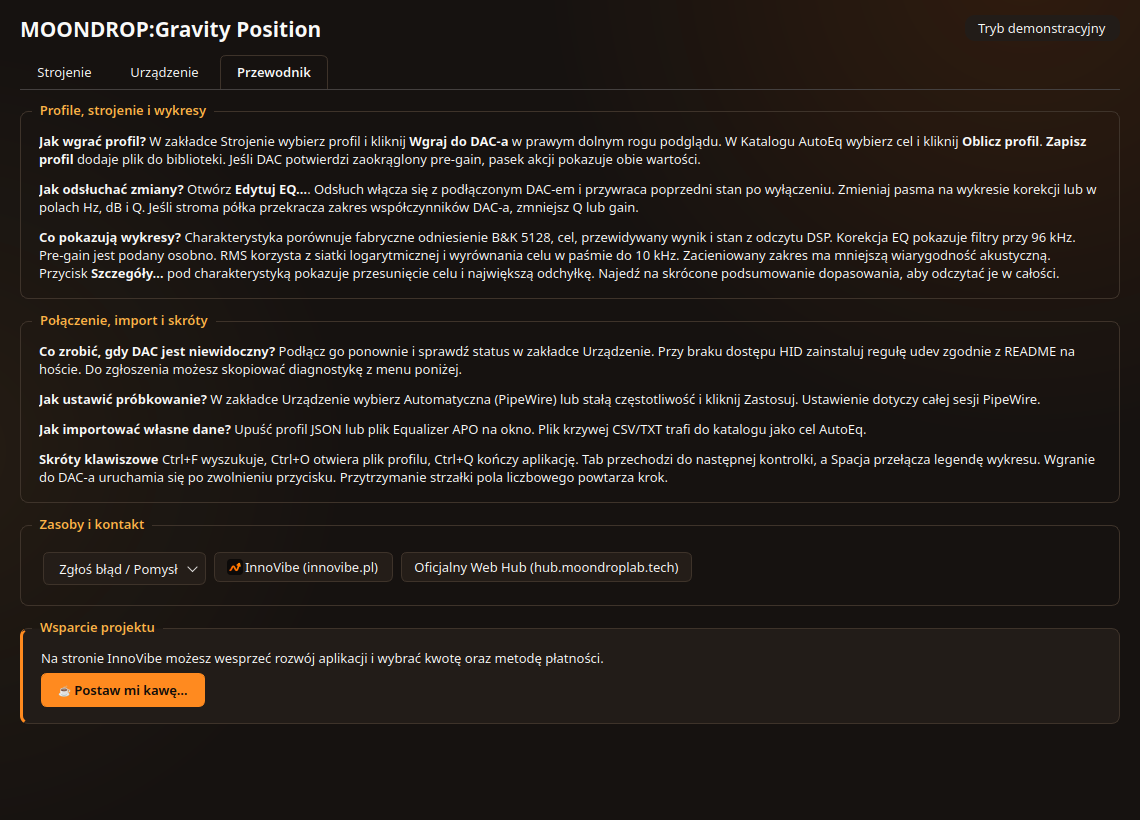 MOONDROP:Gravity Position
Tryb demonstracyjny
Strojenie
Urządzenie
Przewodnik
Profile, strojenie i wykresy
Jak wgrać profil? W zakładce Strojenie wybierz profil i kliknij Wgraj do DAC-a w prawym dolnym rogu podglądu. W Katalogu AutoEq wybierz cel i kliknij Oblicz profil. Zapisz
profil dodaje plik do biblioteki. Jeśli DAC potwierdzi zaokrąglony pre-gain, pasek akcji pokazuje obie wartości.
Jak odsłuchać zmiany? Otwórz Edytuj EQ.... Odsłuch włącza się z podłączonym DAC-em i przywraca poprzedni stan po wyłączeniu. Zmieniaj pasma na wykresie korekcji lub w
polach Hz, dB i Q. Jeśli stroma półka przekracza zakres współczynników DAC-a, zmniejsz Q lub gain.
Co pokazują wykresy? Charakterystyka porównuje fabryczne odniesienie B&K 5128, cel, przewidywany wynik i stan z odczytu DSP. Korekcja EQ pokazuje filtry przy 96 kHz.
Pre-gain jest podany osobno. RMS korzysta z siatki logarytmicznej i wyrównania celu w paśmie do 10 kHz. Zacieniowany zakres ma mniejszą wiarygodność akustyczną.
Przycisk Szczegóły... pod charakterystyką pokazuje przesunięcie celu i największą odchyłkę. Najedź na skrócone podsumowanie dopasowania, aby odczytać je w całości.
Połączenie, import i skróty
Co zrobić, gdy DAC jest niewidoczny? Podłącz go ponownie i sprawdź status w zakładce Urządzenie. Przy braku dostępu HID zainstaluj regułę udev zgodnie z README na
hoście. Do zgłoszenia możesz skopiować diagnostykę z menu poniżej.
Jak ustawić próbkowanie? W zakładce Urządzenie wybierz Automatyczna (PipeWire) lub stałą częstotliwość i kliknij Zastosuj. Ustawienie dotyczy całej sesji PipeWire.
Jak importować własne dane? Upuść profil JSON lub plik Equalizer APO na okno. Plik krzywej CSV/TXT trafi do katalogu jako cel AutoEq.
Skróty klawiszowe Ctrl+F wyszukuje, Ctrl+O otwiera plik profilu, Ctrl+Q kończy aplikację. Tab przechodzi do następnej kontrolki, a Spacja przełącza legendę wykresu. Wgranie
do DAC-a uruchamia się po zwolnieniu przycisku. Przytrzymanie strzałki pola liczbowego powtarza krok.
Zasoby i kontakt
Zgłoś błąd / Pomysł
InnoVibe (innovibe.pl)
Oficjalny Web Hub (hub.moondroplab.tech)
Wsparcie projektu
Na stronie InnoVibe możesz wesprzeć rozwój aplikacji i wybrać kwotę oraz metodę płatności.
☕ Postaw mi kawę...